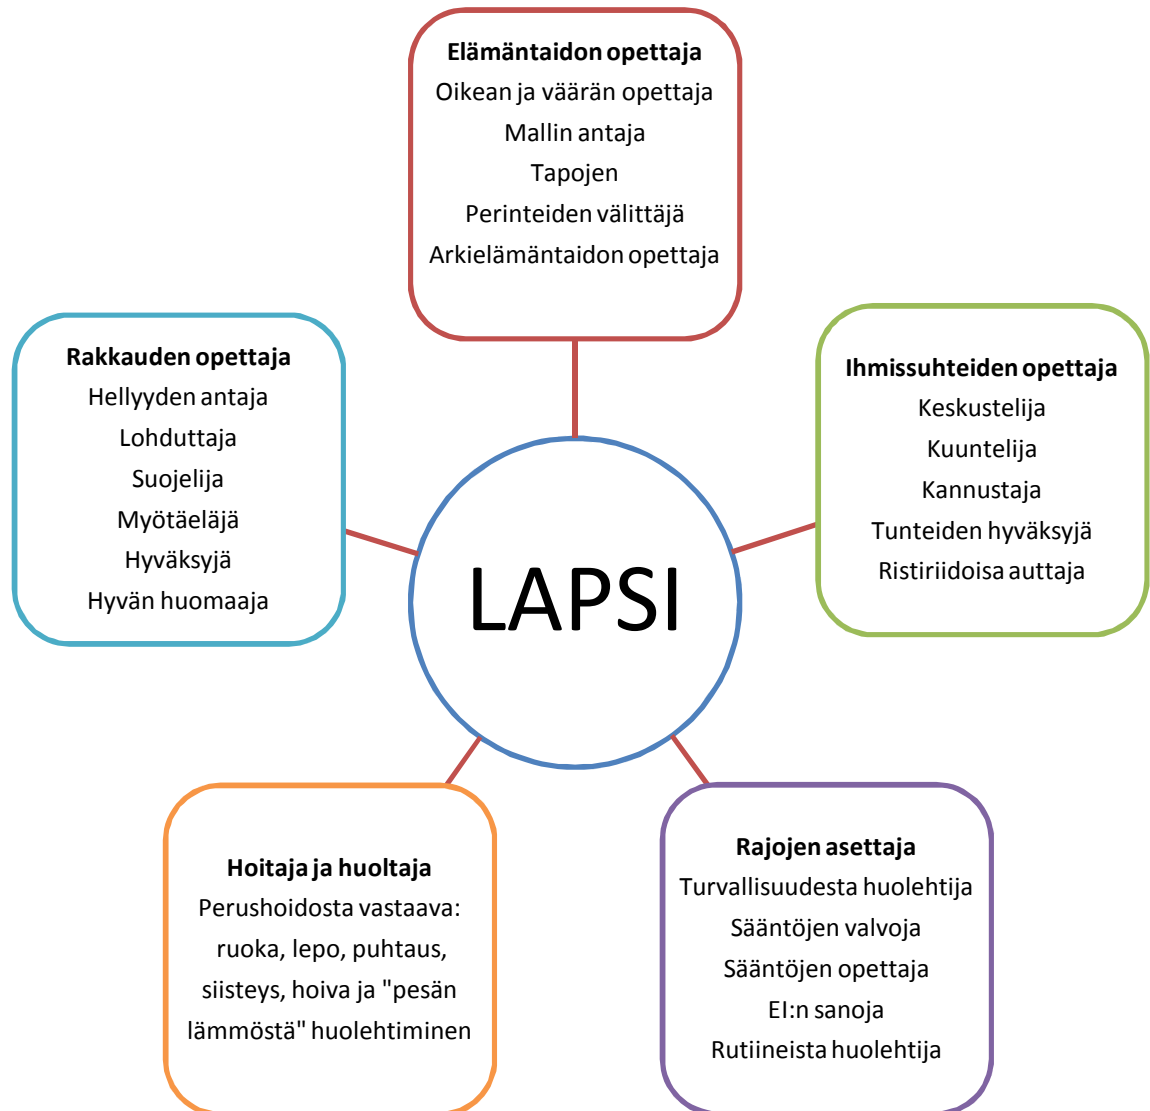 Elämäntaidon opettaja
Oikean ja väärän opettaja
Mallin antaja
Tapojen
Perinteiden välittäjä
Arkielämäntaidon opettaja
Rakkauden opettaja
Hellyyden antaja
Lohduttaja
Suojelija
Myötäeläjä
Hyväksyjä
Hyvän huomaaja
Ihmissuhteiden opettaja
Keskustelija
Kuuntelija
Kannustaja
Tunteiden hyväksyjä
Ristiriidoisa auttaja
LAPSI
Hoitaja ja huoltaja
Perushoidosta vastaava:
ruoka, lepo, puhtaus,
siisteys, hoiva ja "pesän
lämmöstä" huolehtiminen
Rajojen asettaja
Turvallisuudesta huolehtija
Sääntöjen valvoja
Sääntöjen opettaja
EI:n sanoja
Rutiineista huolehtija